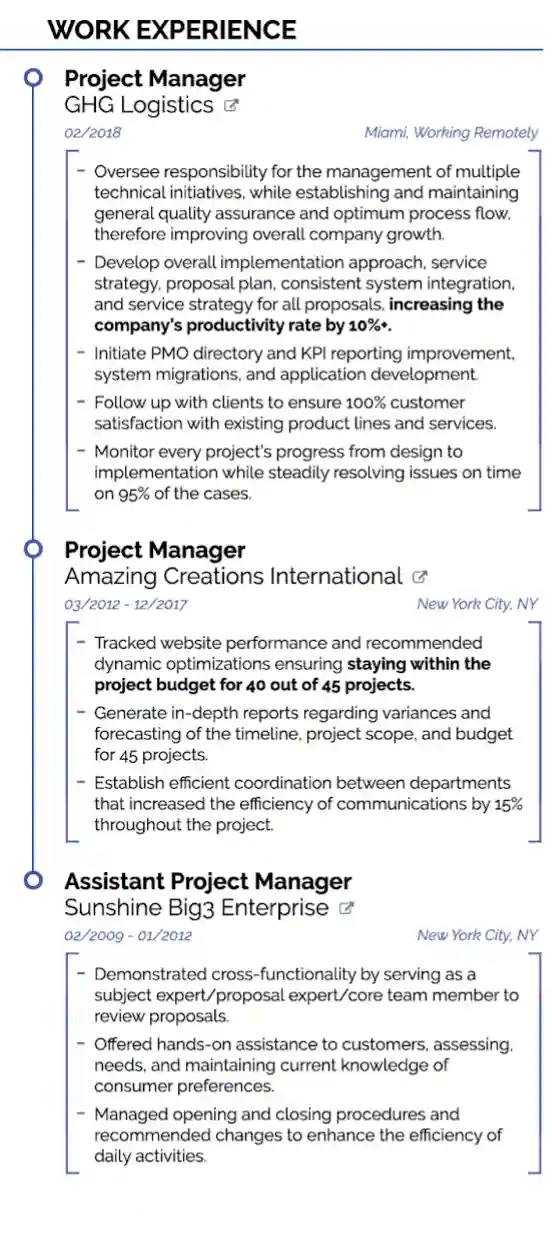 WORK EXPERIENCE
Project Manager
GHG Logistics
02/2018 Miami, Working Remotely
- Oversee responsibility for the management of multiple
technical initiatives, while establishing and maintaining
general quality assurance and optimum process flow,
therefore improving overall company growth.
- Develop overall implementation approach, service
strategy, proposal plan, consistent system integration,
and service strategy for all proposals, increasing the
company's productivity rate by 10%+.
- Initiate PMO directory and KPI reporting improvement,
system migrations, and application development.
- Follow up with clients to ensure 100% customer
satisfaction with existing product lines and services.
- Monitor every project's progress from design to
implementation while steadily resolving issues on time
on 95% of the cases.
Project Manager
Amazing Creations International
03/2012 - 12/2017 New York City, NY
- Tracked website performance and recommended
dynamic optimizations ensuring staying within the
project budget for 40 out of 45 projects.
- Generate in-depth reports regarding variances and
forecasting of the timeline, project scope, and budget
for 45 projects.
- Establish efficient coordination between departments
that increased the efficiency of communications by 15%
throughout the project.
Assistant Project Manager
Sunshine Big3 Enterprise
02/2009 - 01/2012 New York City, NY
- Demonstrated cross-functionality by serving as a
subject expert/proposal expert/core team member to
review proposals.
- Offered hands-on assistance to customers, assessing,
needs, and maintaining current knowledge of
consumer preferences.
- Managed opening and closing procedures and
recommended changes to enhance the efficiency of
daily activities.